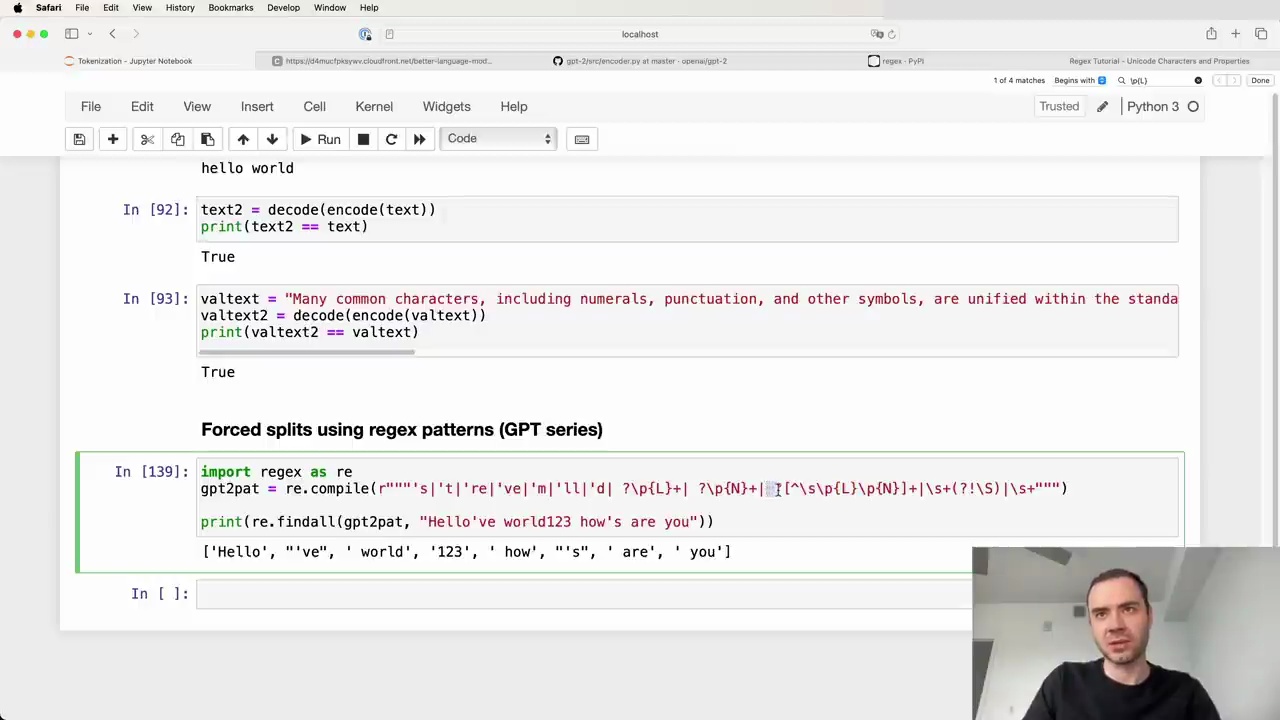 Safari File Edit View History Bookmarks Develop Window Help
localhost
Tokenization - Jupyter Notebook
https://d4mucfpksywv.cloudfront.net/better-language-mod...
gpt-2/src/encoder.py at master · openai/gpt-2
regex · PyPI
Regex Tutorial - Unicode Characters and Properties
1 of 4 matches Begins with \p{L} Done
File Edit View Insert Cell Kernel Widgets Help Trusted Python 3
Run Code
hello world
In [92]: text2 = decode(encode(text))
print(text2 == text)
True
In [93]: valtext = "Many common characters, including numerals, punctuation, and other symbols, are unified within the standa
valtext2 = decode(encode(valtext))
print(valtext2 == valtext)
True
Forced splits using regex patterns (GPT series)
In [139]: import regex as re
gpt2pat = re.compile(r"""'s|'t|'re|'ve|'m|'ll|'d| ?\p{L}+| ?\p{N}+| ?[^\s\p{L}\p{N}]+|\s+(?!\S)|\s+""")
print(re.findall(gpt2pat, "Hello've world123 how's are you"))
['Hello', "'ve", ' world', '123', ' how', "'s", ' are', ' you']
In [ ]: